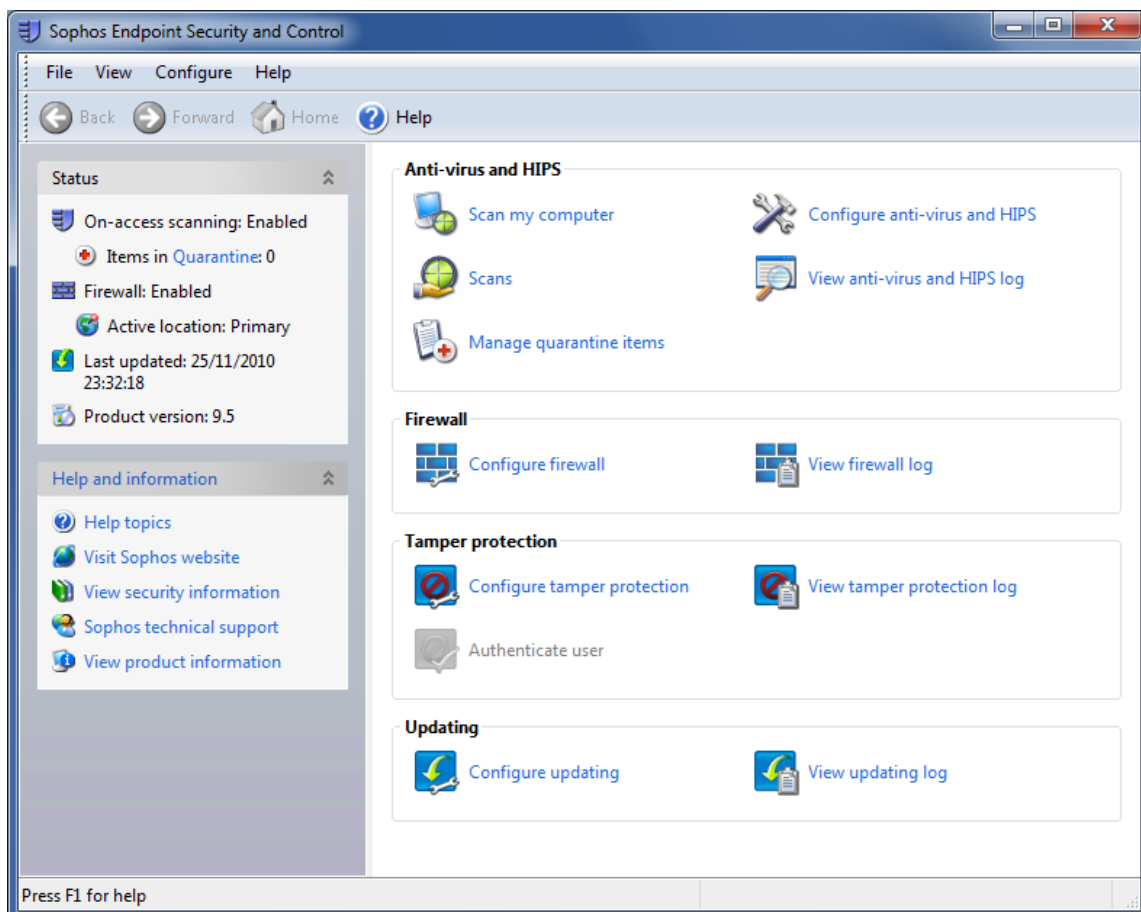 Sophos Endpoint Security and Control
File View Configure Help
Back Forward Home Help
Status
On-access scanning: Enabled
Items in Quarantine: 0
Firewall: Enabled
Active location: Primary
Last updated: 25/11/2010
23:32:18
Product version: 9.5
Help and information
Help topics
Visit Sophos website
View security information
Sophos technical support
View product information
Anti-virus and HIPS
Scan my computer
Configure anti-virus and HIPS
Scans
View anti-virus and HIPS log
Manage quarantine items
Firewall
Configure firewall
View firewall log
Tamper protection
Configure tamper protection
View tamper protection log
Authenticate user
Updating
Configure updating
View updating log
Press F1 for help